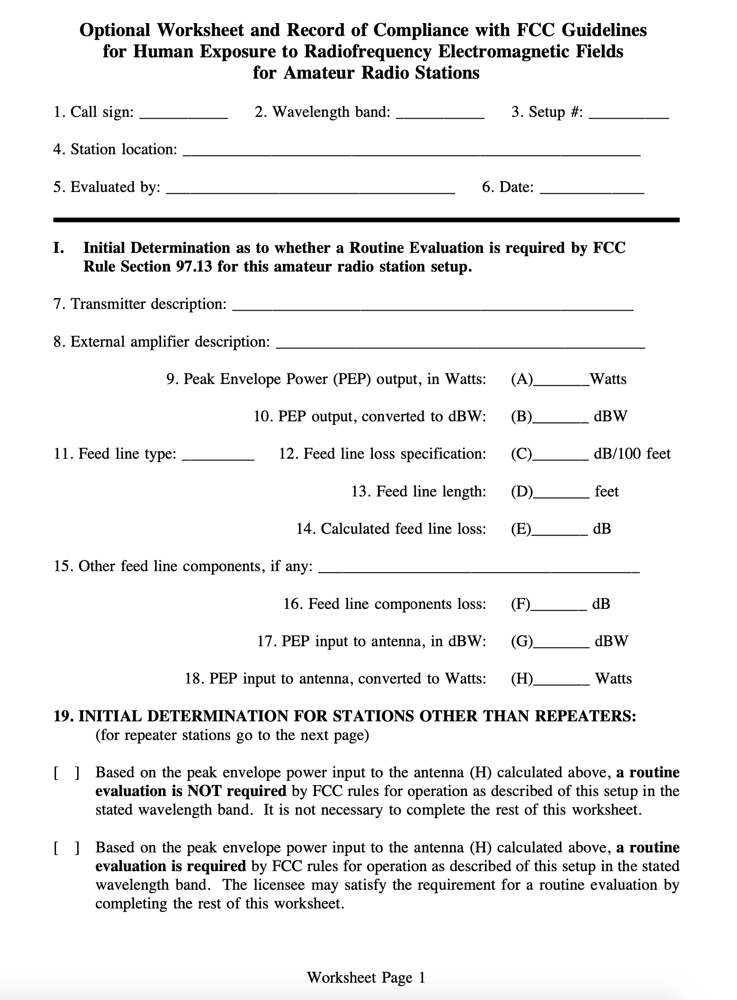 Optional Worksheet and Record of Compliance with FCC Guidelines
for Human Exposure to Radiofrequency Electromagnetic Fields
for Amateur Radio Stations
1. Call sign: ___________ 2. Wavelength band: ___________ 3. Setup #: __________
4. Station location: _________________________________________________________
5. Evaluated by: ____________________________________ 6. Date: _____________
I. Initial Determination as to whether a Routine Evaluation is required by FCC
Rule Section 97.13 for this amateur radio station setup.
7. Transmitter description: __________________________________________________
8. External amplifier description: ______________________________________________
9. Peak Envelope Power (PEP) output, in Watts: (A)_______Watts
10. PEP output, converted to dBW: (B)_______ dBW
11. Feed line type: _________ 12. Feed line loss specification: (C)_______ dB/100 feet
13. Feed line length: (D)_______ feet
14. Calculated feed line loss: (E)_______ dB
15. Other feed line components, if any: ________________________________________
16. Feed line components loss: (F)_______ dB
17. PEP input to antenna, in dBW: (G)_______ dBW
18. PEP input to antenna, converted to Watts: (H)_______ Watts
19. INITIAL DETERMINATION FOR STATIONS OTHER THAN REPEATERS:
(for repeater stations go to the next page)
[ ] Based on the peak envelope power input to the antenna (H) calculated above, a routine
evaluation is NOT required by FCC rules for operation as described of this setup in the
stated wavelength band. It is not necessary to complete the rest of this worksheet.
[ ] Based on the peak envelope power input to the antenna (H) calculated above, a routine
evaluation is required by FCC rules for operation as described of this setup in the stated
wavelength band. The licensee may satisfy the requirement for a routine evaluation by
completing the rest of this worksheet.
Worksheet Page 1